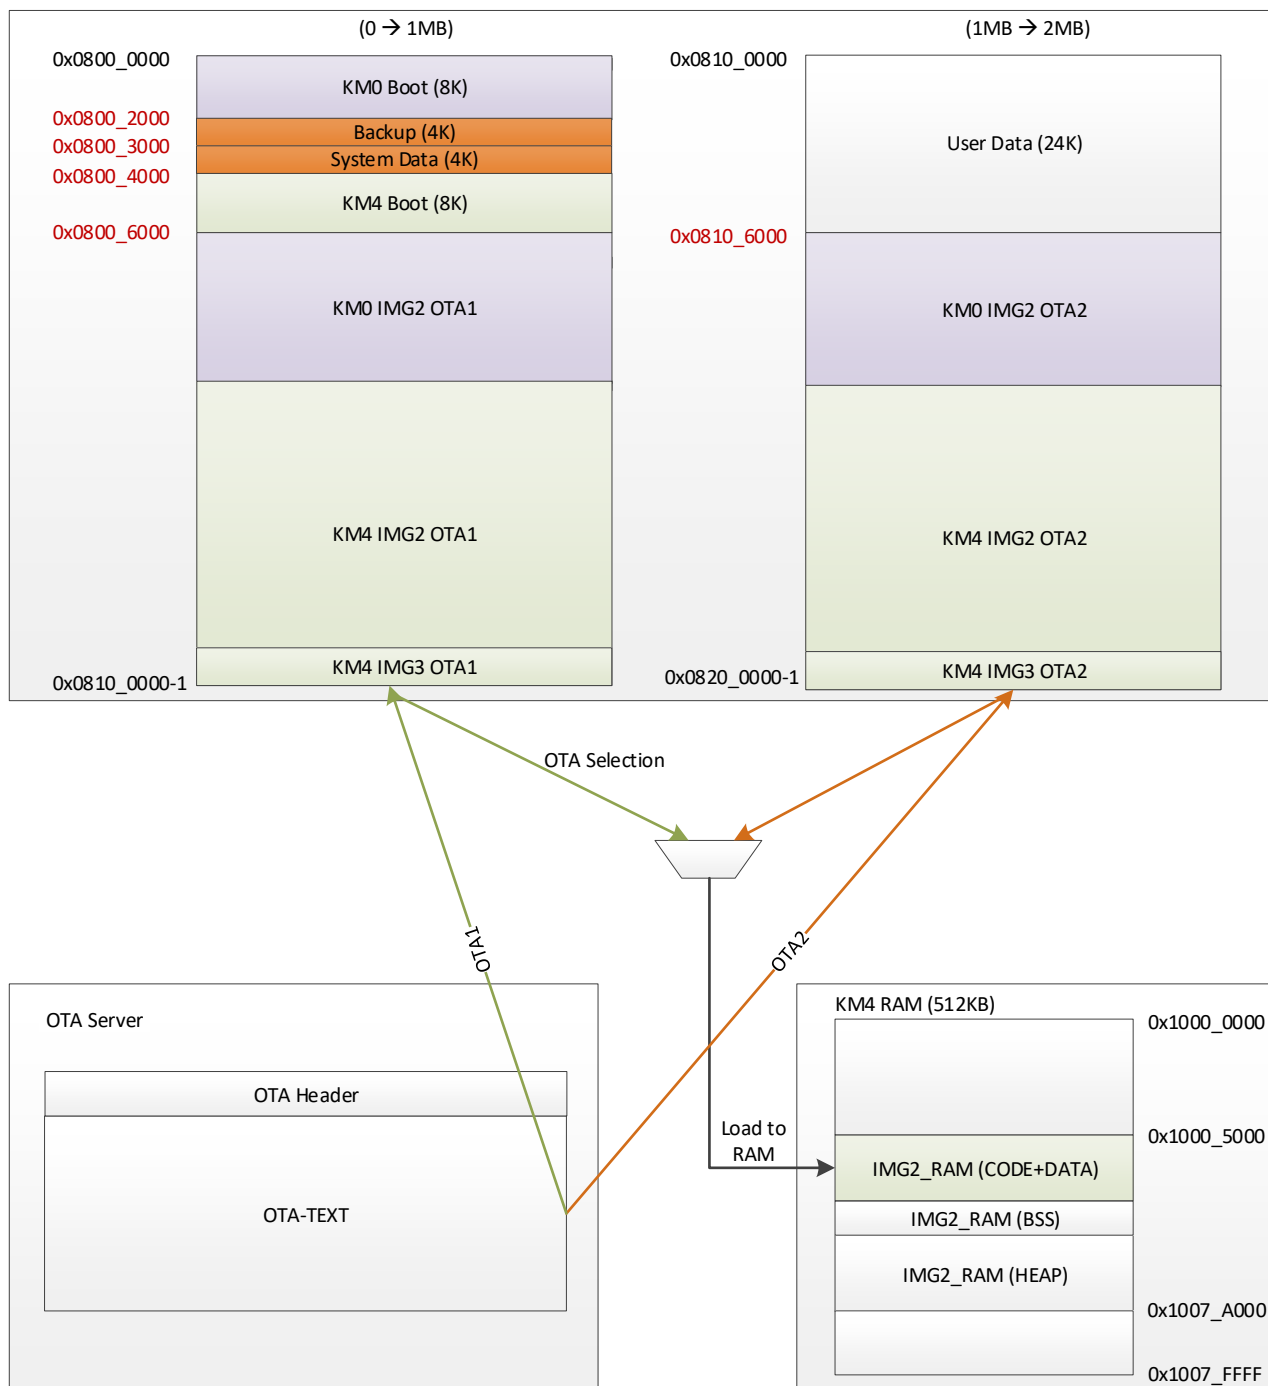 (0 → 1MB)
(1MB → 2MB)
0x0800_0000
KM0 Boot (8K)
0x0800_2000
Backup (4K)
0x0800_3000
System Data (4K)
0x0800_4000
KM4 Boot (8K)
0x0800_6000
KM0 IMG2 OTA1
KM4 IMG2 OTA1
KM4 IMG3 OTA1
0x0810_0000-1
0x0810_0000
User Data (24K)
0x0810_6000
KM0 IMG2 OTA2
KM4 IMG2 OTA2
KM4 IMG3 OTA2
0x0820_0000-1
OTA Selection
OTA1
OTA2
OTA Server
OTA Header
OTA-TEXT
Load to
RAM
KM4 RAM (512KB)
0x1000_0000
0x1000_5000
IMG2_RAM (CODE+DATA)
IMG2_RAM (BSS)
IMG2_RAM (HEAP)
0x1007_A000
0x1007_FFFF